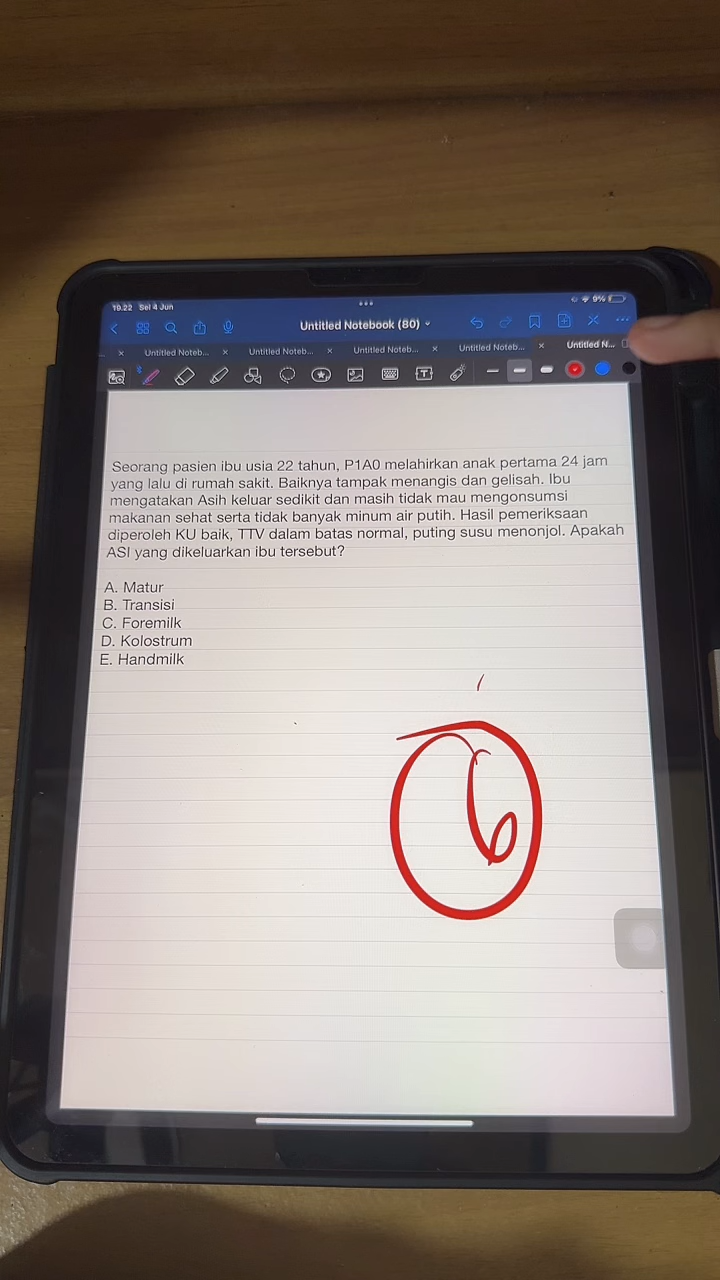 19.22 Sel 4 Jun
9%
Untitled Notebook (80)
Untitled Noteb...
Untitled Noteb...
Untitled Noteb...
Untitled Noteb...
Untitled N...
Seorang pasien ibu usia 22 tahun, P1A0 melahirkan anak pertama 24 jam
yang lalu di rumah sakit. Baiknya tampak menangis dan gelisah. Ibu
mengatakan Asih keluar sedikit dan masih tidak mau mengonsumsi
makanan sehat serta tidak banyak minum air putih. Hasil pemeriksaan
diperoleh KU baik, TTV dalam batas normal, puting susu menonjol. Apakah
ASI yang dikeluarkan ibu tersebut?
A. Matur
B. Transisi
C. Foremilk
D. Kolostrum
E. Handmilk
6